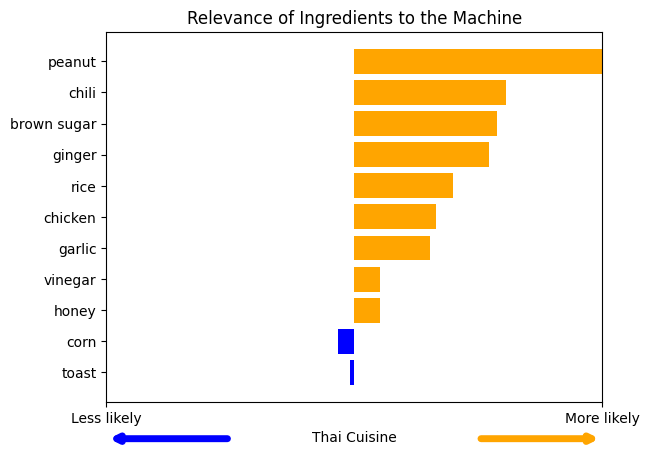 Relevance of Ingredients to the Machine
peanut
chili
brown sugar
ginger
rice
chicken
garlic
vinegar
honey
corn
toast
Less likely
More likely
Thai Cuisine